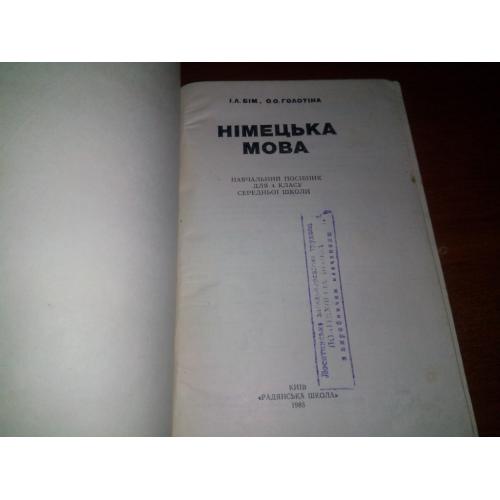 І.Л.БІМ, О.О.ГОЛОТІНА
НІМЕЦЬКА
МОВА
НАВЧАЛЬНИЙ ПОСІБНИК
ДЛЯ 4 КЛАСУ
СЕРЕДНЬОЇ ШКОЛИ
КИЇВ
«РАДЯНСЬКА ШКОЛА»
1985